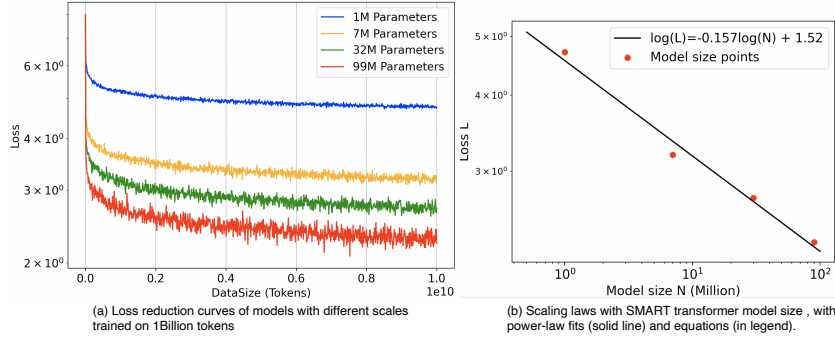 1M Parameters
7M Parameters
32M Parameters
99M Parameters
6 × 10⁰
4 × 10⁰
3 × 10⁰
2 × 10⁰
Loss
0.0 0.2 0.4 0.6 0.8 1.0
1e10
DataSize (Tokens)
(a) Loss reduction curves of models with different scales
trained on 1Billion tokens
log(L)=-0.157log(N) + 1.52
Model size points
5 × 10⁰
4 × 10⁰
3 × 10⁰
Loss L
10⁰ 10¹ 10²
Model size N (Million)
(b) Scaling laws with SMART transformer model size , with
power-law fits (solid line) and equations (in legend).